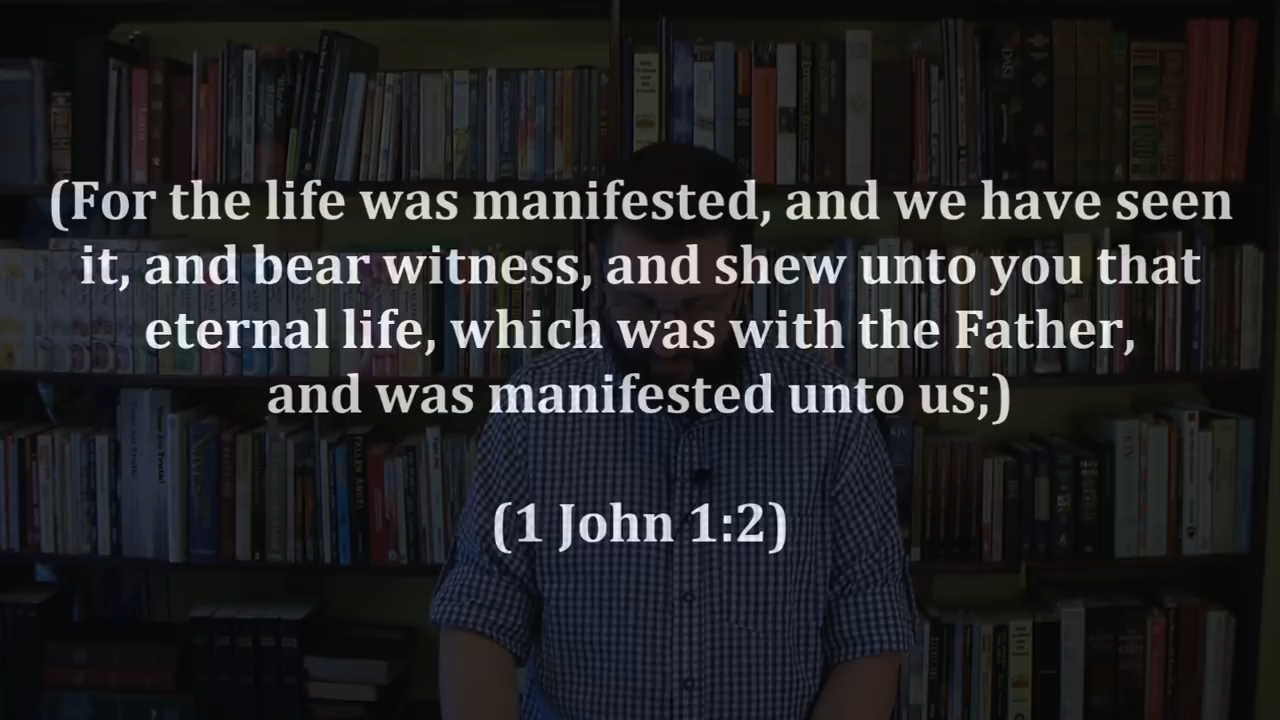 (For the life was manifested, and we have seen
it, and bear witness, and shew unto you that
eternal life, which was with the Father,
and was manifested unto us;)
(1 John 1:2)
KJV